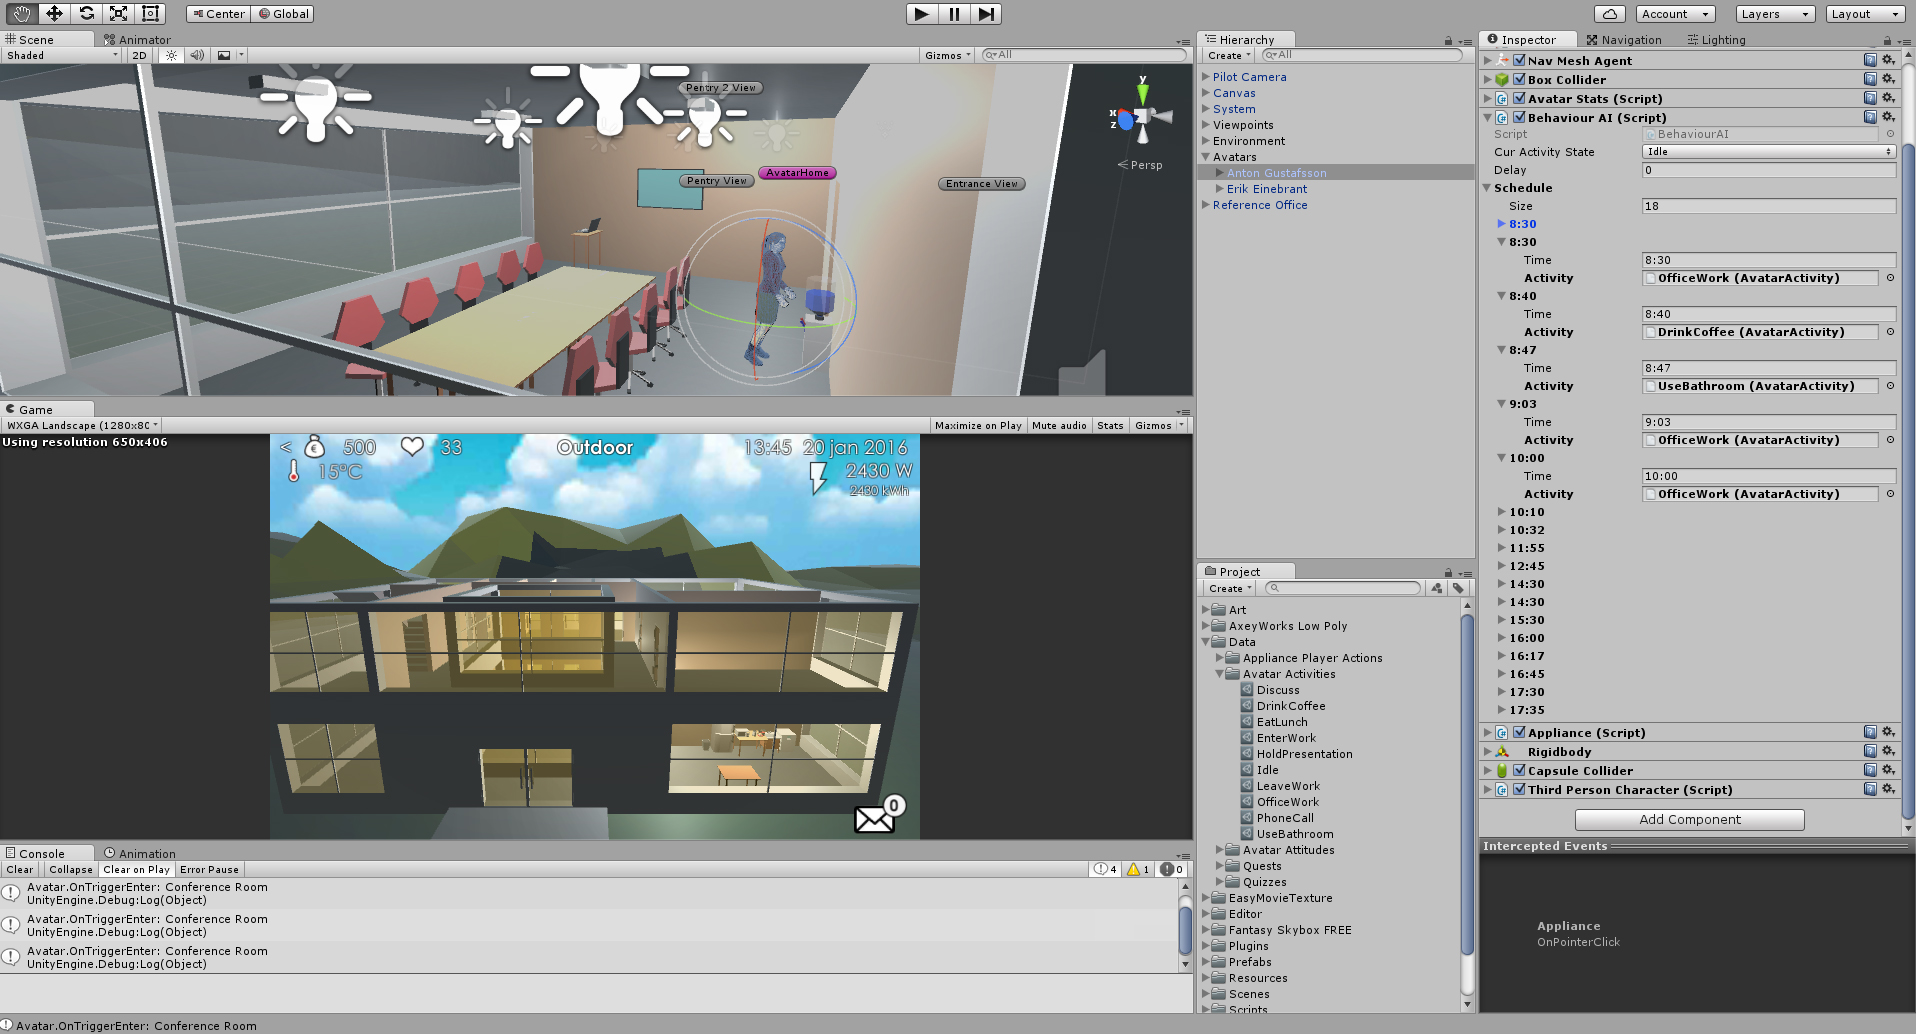 Center
Global
Account
Layers
Layout
Scene
Animator
Shaded
2D
Gizmos
All
Pentry 2 View
Pentry View
AvatarHome
Entrance View
y
x
z
Persp
Game
WXGA Landscape (1280x80
Maximize on Play
Mute audio
Stats
Gizmos
Using resolution 650x406
< 500 33
Outdoor
13:45 20 jan 2016
15°C
2430 W
2430 kWh
0
Console
Animation
Clear
Collapse
Clear on Play
Error Pause
4
1
0
Avatar.OnTriggerEnter: Conference Room
UnityEngine.Debug:Log(Object)
Avatar.OnTriggerEnter: Conference Room
UnityEngine.Debug:Log(Object)
Avatar.OnTriggerEnter: Conference Room
UnityEngine.Debug:Log(Object)
Avatar.OnTriggerEnter: Conference Room
Hierarchy
Create
All
Pilot Camera
Canvas
System
Viewpoints
Environment
Avatars
Anton Gustafsson
Erik Einebrant
Reference Office
Project
Create
Art
AxeyWorks Low Poly
Data
Appliance Player Actions
Avatar Activities
Discuss
DrinkCoffee
EatLunch
EnterWork
HoldPresentation
Idle
LeaveWork
OfficeWork
PhoneCall
UseBathroom
Avatar Attitudes
Quests
Quizzes
EasyMovieTexture
Editor
Fantasy Skybox FREE
Plugins
Prefabs
Resources
Scenes
Scripts
Inspector
Navigation
Lighting
Nav Mesh Agent
Box Collider
Avatar Stats (Script)
Behaviour AI (Script)
Script BehaviourAI
Cur Activity State Idle
Delay 0
Schedule
Size 18
8:30
8:30
Time 8:30
Activity OfficeWork (AvatarActivity)
8:40
Time 8:40
Activity DrinkCoffee (AvatarActivity)
8:47
Time 8:47
Activity UseBathroom (AvatarActivity)
9:03
Time 9:03
Activity OfficeWork (AvatarActivity)
10:00
Time 10:00
Activity OfficeWork (AvatarActivity)
10:10
10:32
11:55
12:45
14:30
14:30
15:30
16:00
16:17
16:45
17:30
17:35
Appliance (Script)
Rigidbody
Capsule Collider
Third Person Character (Script)
Add Component
Intercepted Events
Appliance
OnPointerClick